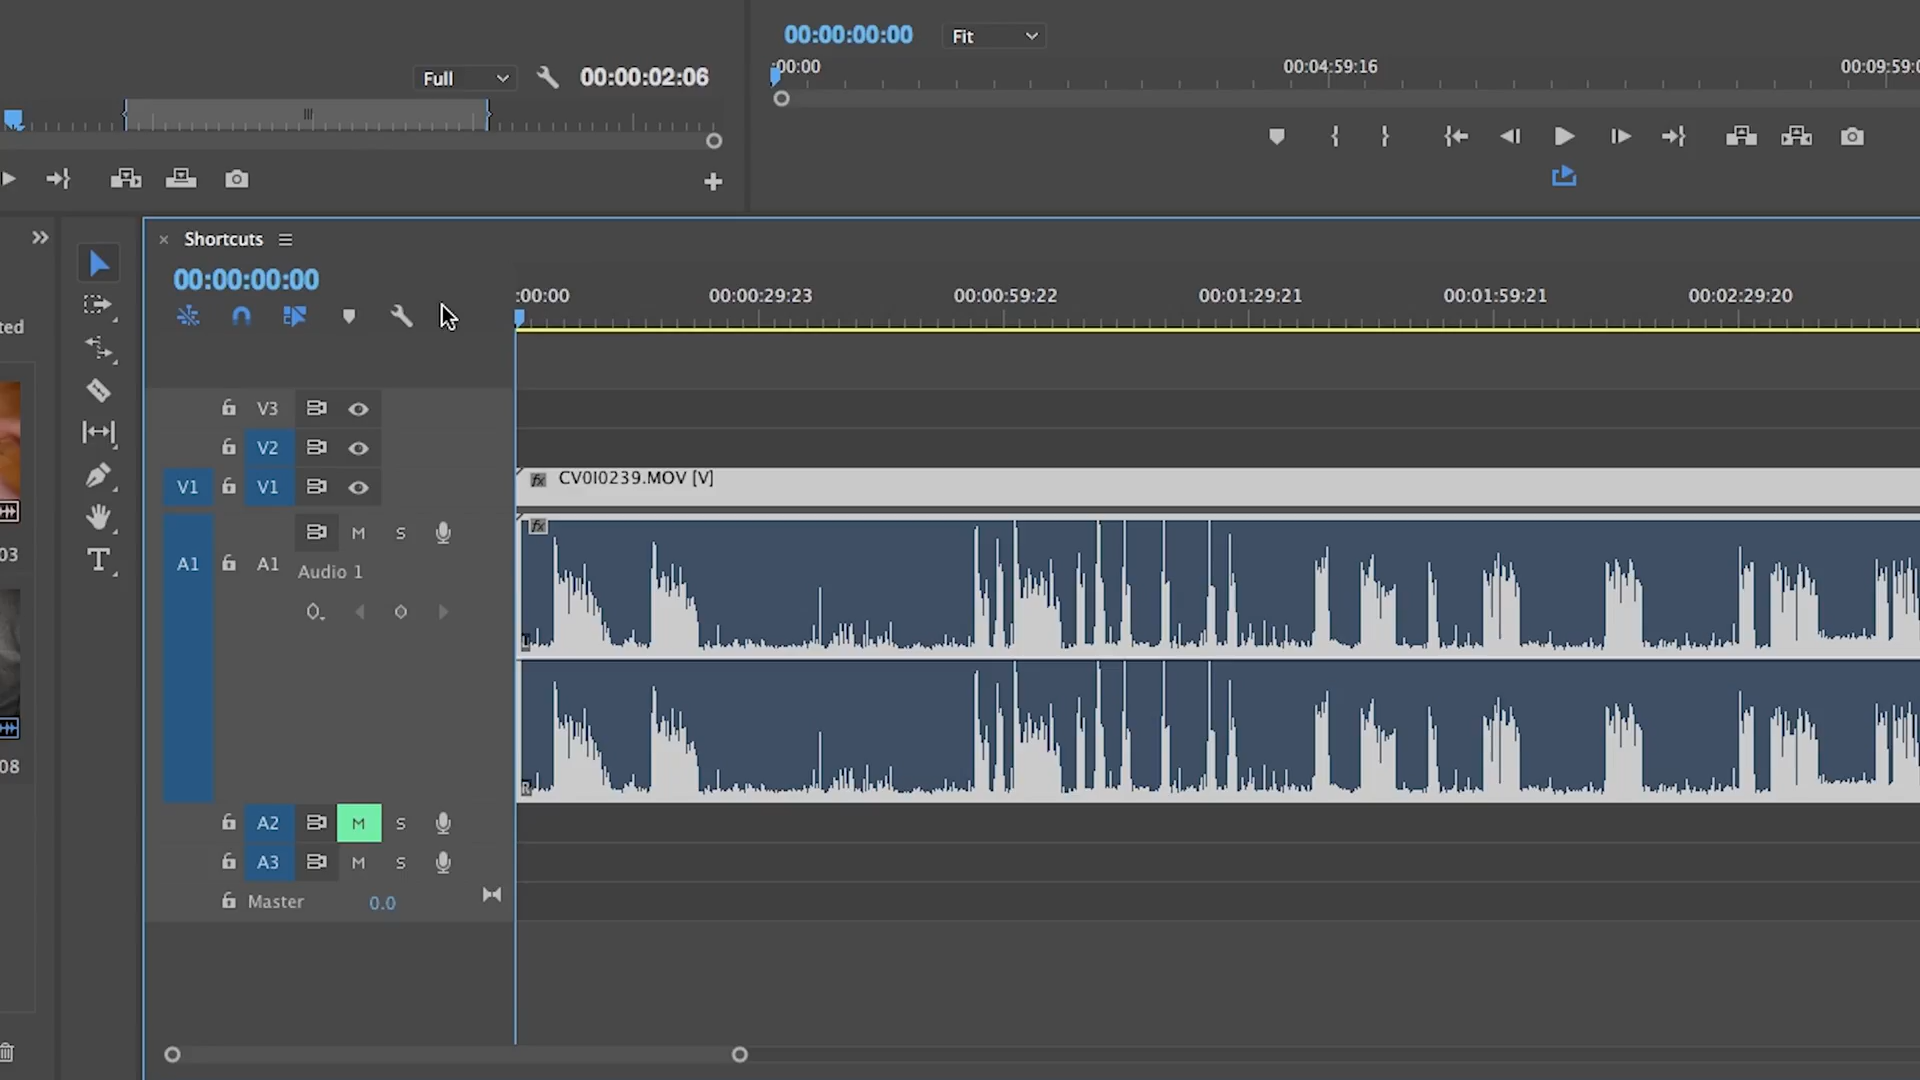 00:00:00:00
Fit
Full
00:00:02:06
:00:00
00:04:59:16
00:09:59:0
Shortcuts
00:00:00:00
:00:00
00:00:29:23
00:00:59:22
00:01:29:21
00:01:59:21
00:02:29:20
ted
V3
V2
V1
V1
fx
CV0I0239.MOV [V]
fx
M
S
03
A1
A1
Audio 1
T
L
R
08
A2
M
S
A3
M
S
Master
0.0